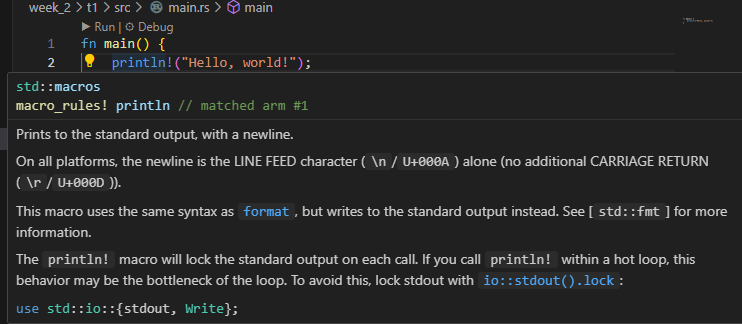 week_2 > t1 > src > main.rs > main
Run | Debug
1 fn main() {
2 println!("Hello, world!");
std::macros
macro_rules! println // matched arm #1
Prints to the standard output, with a newline.
On all platforms, the newline is the LINE FEED character ( \n / U+000A ) alone (no additional CARRIAGE RETURN
( \r / U+000D )).
This macro uses the same syntax as format , but writes to the standard output instead. See [ std::fmt ] for more
information.
The println! macro will lock the standard output on each call. If you call println! within a hot loop, this
behavior may be the bottleneck of the loop. To avoid this, lock stdout with io::stdout().lock :
use std::io::{stdout, Write};